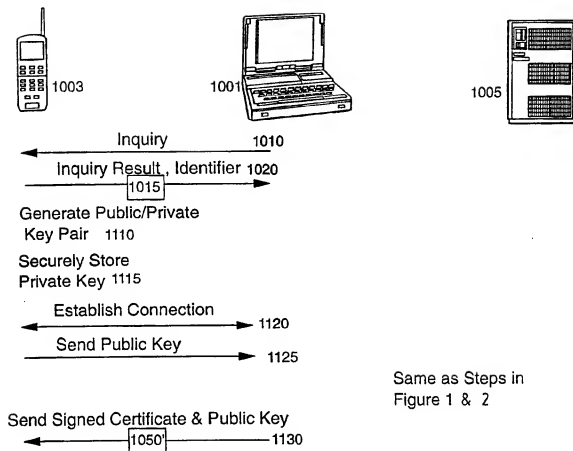 1003
1001
1005
Inquiry 1010
Inquiry Result , Identifier 1020
1015
Generate Public/Private
Key Pair 1110
Securely Store
Private Key 1115
Establish Connection
1120
Send Public Key
1125
Same as Steps in
Figure 1 & 2
Send Signed Certificate & Public Key
1050' 1130